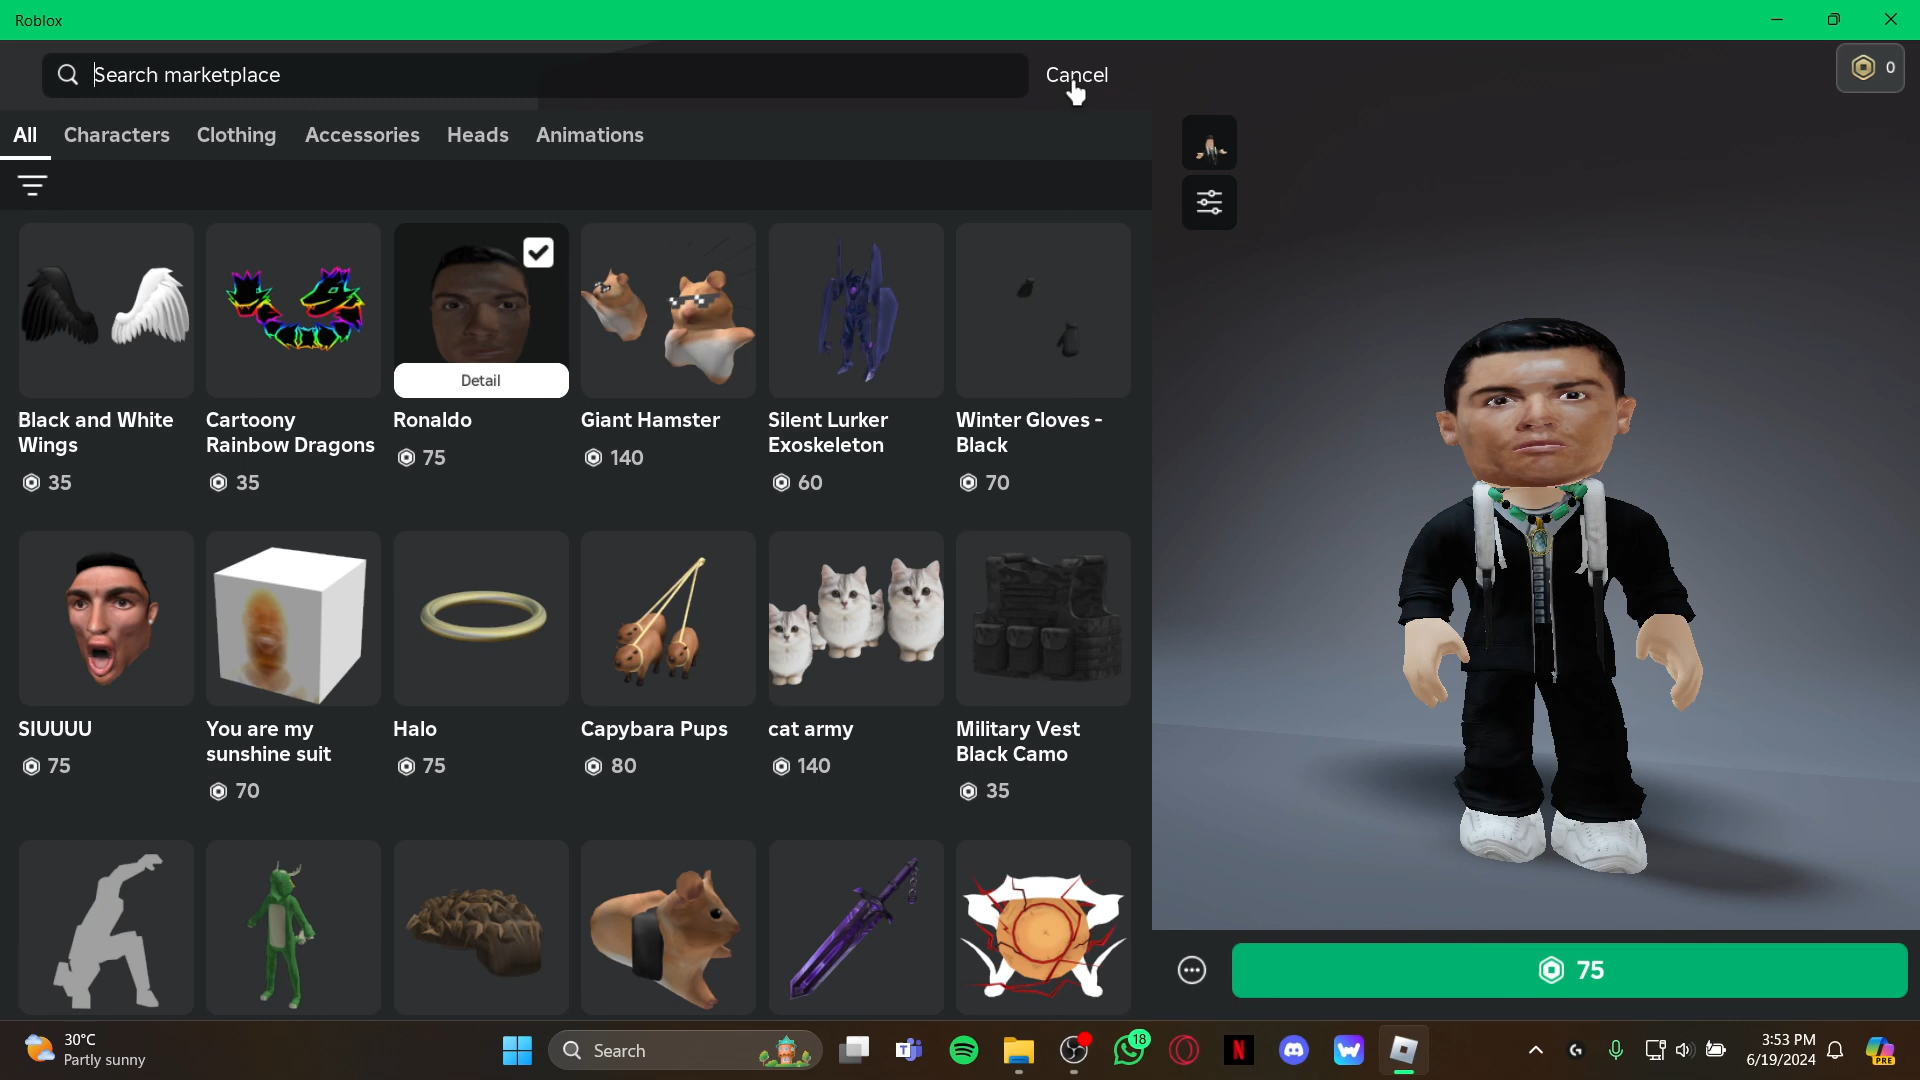 Roblox
Search marketplace
Cancel
0
All Characters Clothing Accessories Heads Animations
Detail
Black and White
Wings
35
Cartoony
Rainbow Dragons
35
Ronaldo
75
Giant Hamster
140
Silent Lurker
Exoskeleton
60
Winter Gloves -
Black
70
SIUUUU
75
You are my
sunshine suit
70
Halo
75
Capybara Pups
80
cat army
140
Military Vest
Black Camo
35
75
30°C
Partly sunny
Search
18
3:53 PM
6/19/2024
PRE